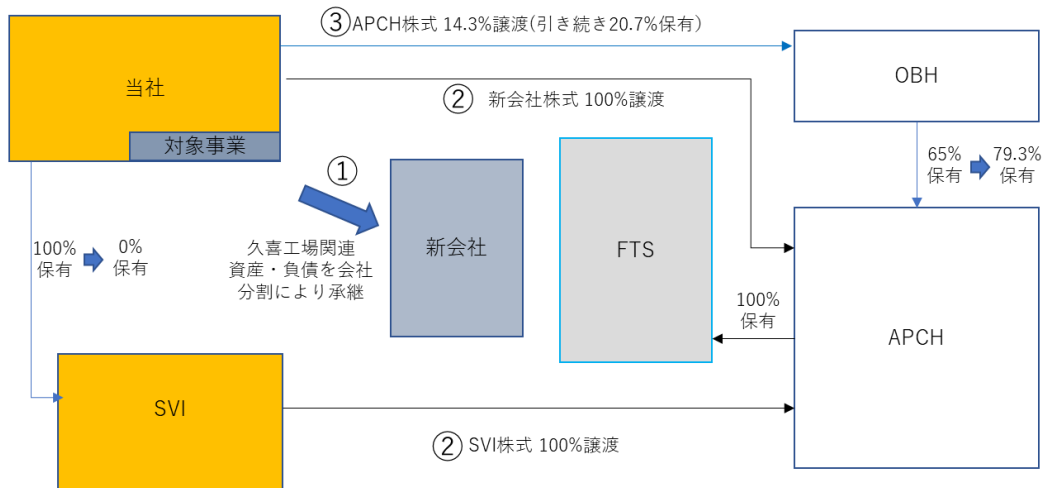 ③APCH株式 14.3%譲渡(引き続き20.7%保有）
当社
対象事業
② 新会社株式 100%譲渡
OBH
65%
保有
79.3%
保有
①
久喜工場関連
資産・負債を会社
分割により承継
新会社
FTS
100%
保有
0%
保有
100%
保有
APCH
SVI
② SVI株式 100%譲渡